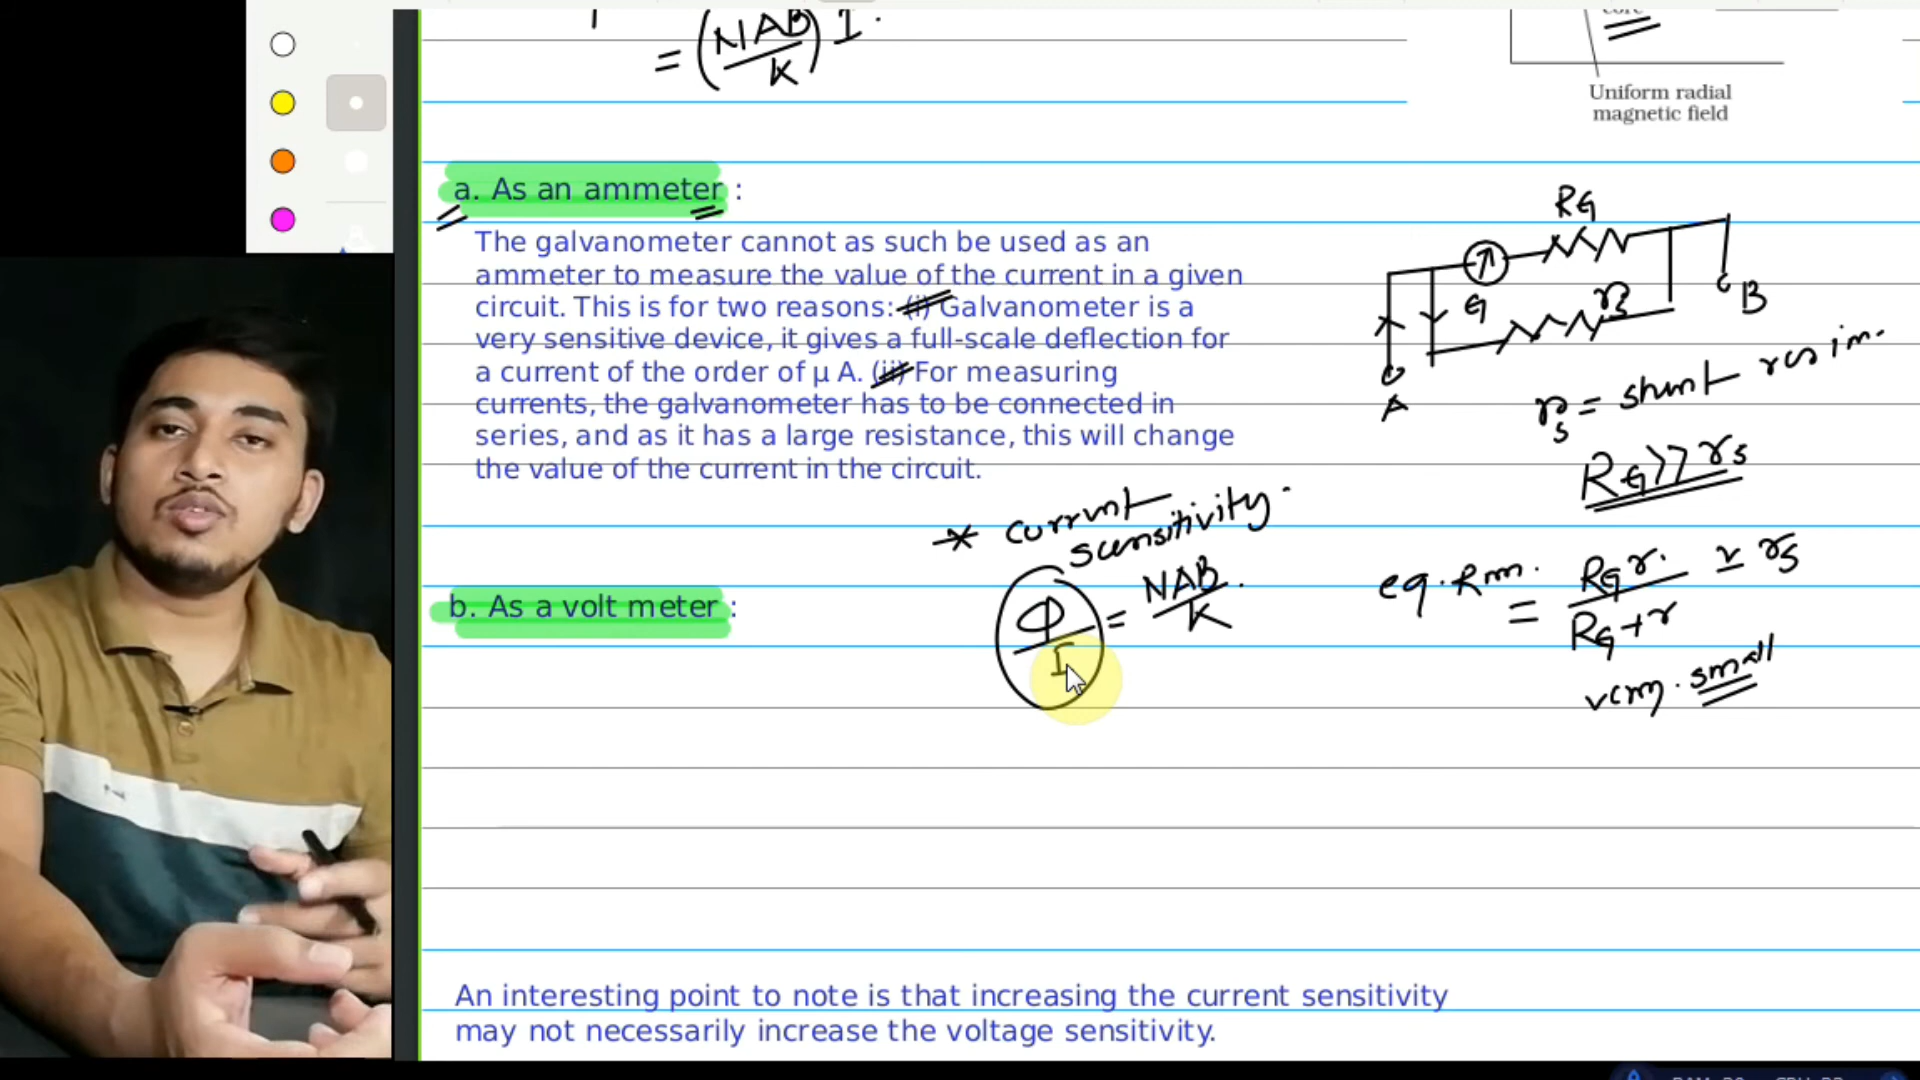 = (NAB/K) I.
core
Uniform radial
magnetic field
a. As an ammeter :
The galvanometer cannot as such be used as an
ammeter to measure the value of the current in a given
circuit. This is for two reasons: (i) Galvanometer is a
very sensitive device, it gives a full-scale deflection for
a current of the order of μ A. (ii) For measuring
currents, the galvanometer has to be connected in
series, and as it has a large resistance, this will change
the value of the current in the circuit.
RG
G
B
A
rs = shunt
RG >> rs
* current
sensitivity.
Φ/I = NAB/K.
= RG r. / RG + r ≃ rs
very. small
b. As a volt meter :
An interesting point to note is that increasing the current sensitivity
may not necessarily increase the voltage sensitivity.